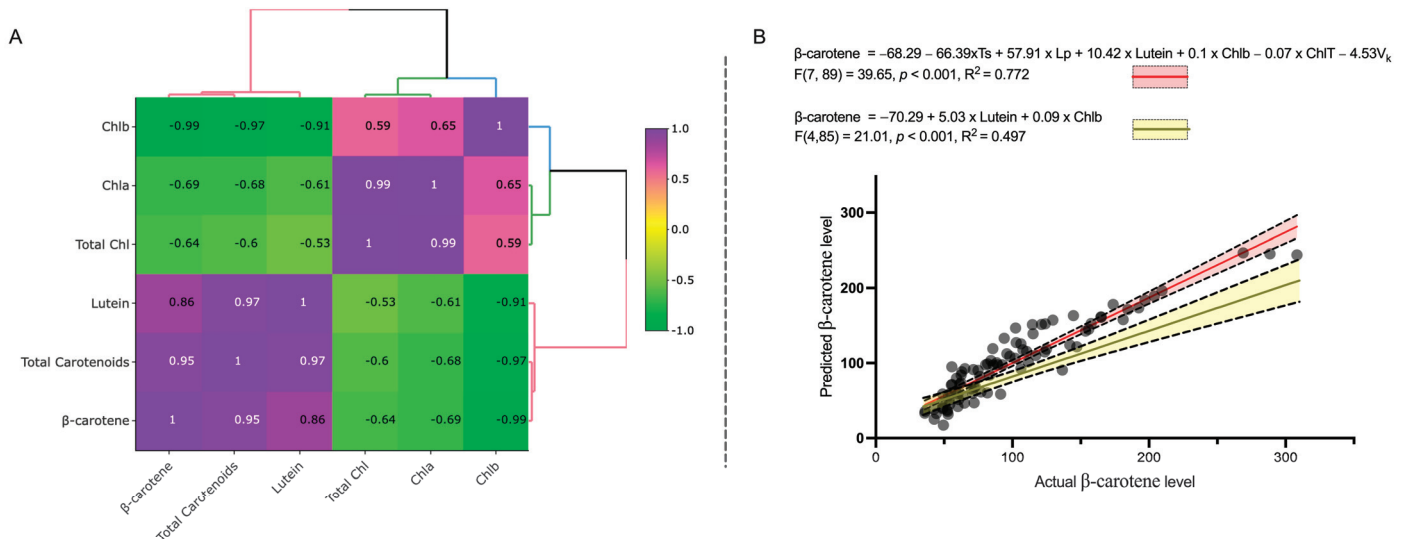 A
Chlb
-0.99 -0.97 -0.91 0.59 0.65 1
Chla
-0.69 -0.68 -0.61 0.99 1 0.65
Total Chl
-0.64 -0.6 -0.53 1 0.99 0.59
Lutein
0.86 0.97 1 -0.53 -0.61 -0.91
Total Carotenoids
0.95 1 0.97 -0.6 -0.68 -0.97
β-carotene
1 0.95 0.86 -0.64 -0.69 -0.99
β-carotene
Total Carotenoids
Lutein
Total Chl
Chla
Chlb
1.0
0.5
0.0
-0.5
-1.0
B
β-carotene = −68.29 − 66.39xTs + 57.91 x Lp + 10.42 x Lutein + 0.1 x Chlb − 0.07 x ChlT − 4.53Vk
F(7, 89) = 39.65, p < 0.001, R2 = 0.772
β-carotene = −70.29 + 5.03 x Lutein + 0.09 x Chlb
F(4,85) = 21.01, p < 0.001, R2 = 0.497
Predicted β-carotene level
300
200
100
0
0 100 200 300
Actual β-carotene level